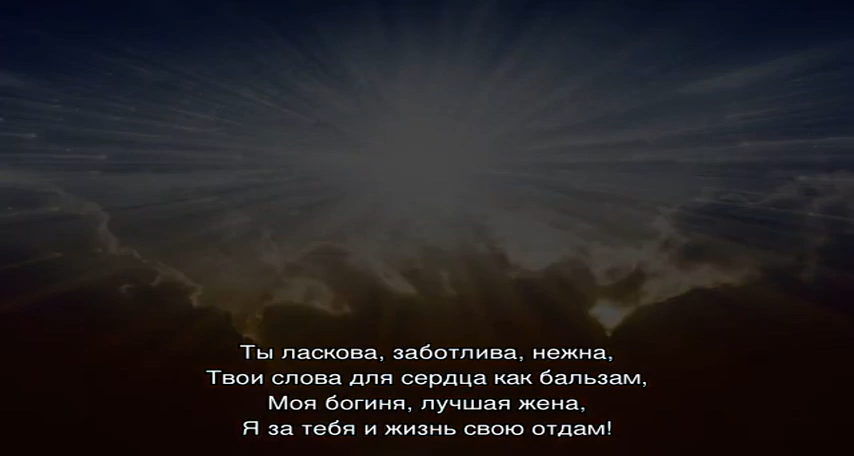 Ты ласкова, заботлива, нежна,
Твои слова для сердца как бальзам,
Моя богиня, лучшая жена,
Я за тебя и жизнь свою отдам!